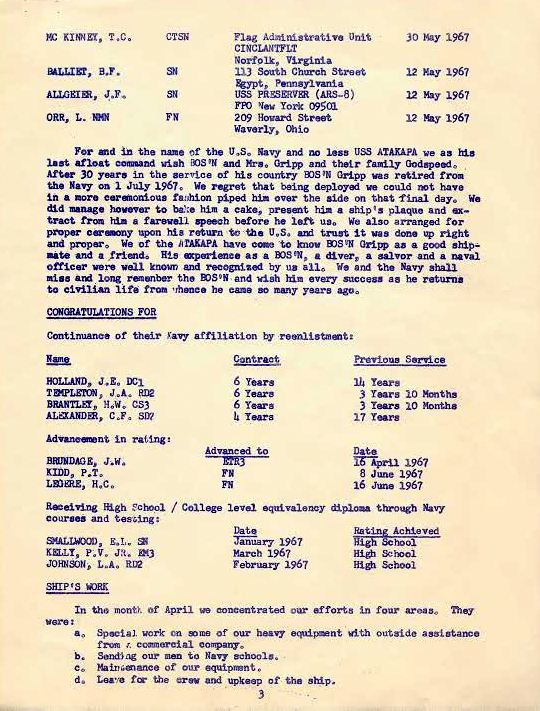 MC KINNEY, T.C. CTSN Flag Administrative Unit 30 May 1967
CINCLANTFLT
Norfolk, Virginia
BALLIET, B.F. SN 113 South Church Street 12 May 1967
Egypt, Pennsylvania
ALLGEIER, J.F. SN USS PRESERVER (ARS-8) 12 May 1967
FPO New York 09501
ORR, L. NMN FN 209 Howard Street 12 May 1967
Waverly, Ohio
For and in the name of the U.S. Navy and no less USS ATAKAPA we as his
last afloat command wish BOS'N and Mrs. Gripp and their family Godspeed.
After 30 years in the service of his country BOS'N Gripp was retired from
the Navy on 1 July 1967. We regret that being deployed we could not have
in a more ceremonious fashion piped him over the side on that final day. We
did manage however to bake him a cake, present him a ship's plaque and ex-
tract from him a farewell speech before he left us. We also arranged for
proper ceremony upon his return to the U.S. and trust it was done up right
and proper. We of the ATAKAPA have come to know BOS'N Gripp as a good ship-
mate and a friend. His experience as a BOS'N, a diver, a salvor and a naval
officer were well known and recognized by us all. We and the Navy shall
miss and long remember the BOS'N and wish him every success as he returns
to civilian life from whence he came so many years ago.
CONGRATULATIONS FOR
Continuance of their Navy affiliation by reenlistment:
Name Contract Previous Service
HOLLAND, J.E. DC1 6 Years 14 Years
TEMPLETON, J.A. RD2 6 Years 3 Years 10 Months
BRANTLEY, H.W. CS3 6 Years 3 Years 10 Months
ALEXANDER, C.F. SD2 4 Years 17 Years
Advancement in rating:
Advanced to Date
BRUNDAGE, J.W. ETR3 16 April 1967
KIDD, P.T. FN 8 June 1967
LEGERE, H.C. FN 16 June 1967
Receiving High School / College level equivalency diploma through Navy
courses and testing:
Date Rating Achieved
SMALLWOOD, E.L. SN January 1967 High School
KELLY, P.V. JR. EM3 March 1967 High School
JOHNSON, L.A. RD2 February 1967 High School
SHIP'S WORK
In the month of April we concentrated our efforts in four areas. They
were:
a. Special work on some of our heavy equipment with outside assistance
from a commercial company.
b. Sending our men to Navy schools.
c. Maintenance of our equipment.
d. Leave for the crew and upkeep of the ship.
3